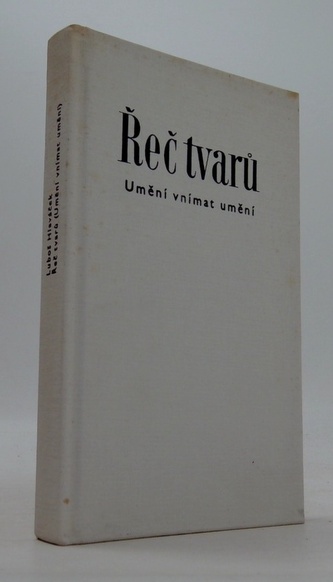 Řeč tvarů
Umění vnímat umění
Luboš Hlaváček
Řeč tvarů (Umění vnímat umění)